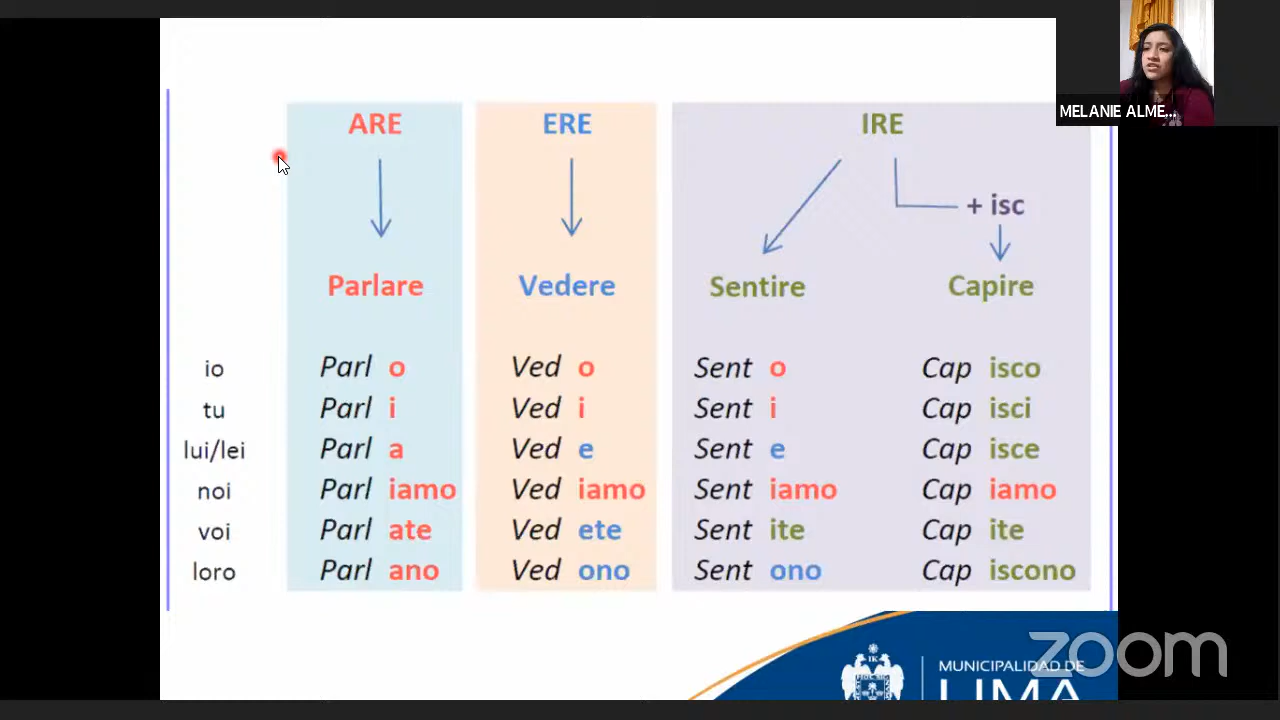 MELANIE ALME...
ARE ERE IRE
+ isc
Parlare Vedere Sentire Capire
io Parl o Ved o Sent o Cap isco
tu Parl i Ved i Sent i Cap isci
lui/lei Parl a Ved e Sent e Cap isce
noi Parl iamo Ved iamo Sent iamo Cap iamo
voi Parl ate Ved ete Sent ite Cap ite
loro Parl ano Ved ono Sent ono Cap iscono
zoom
MUNICIPALIDAD DE
LIMA